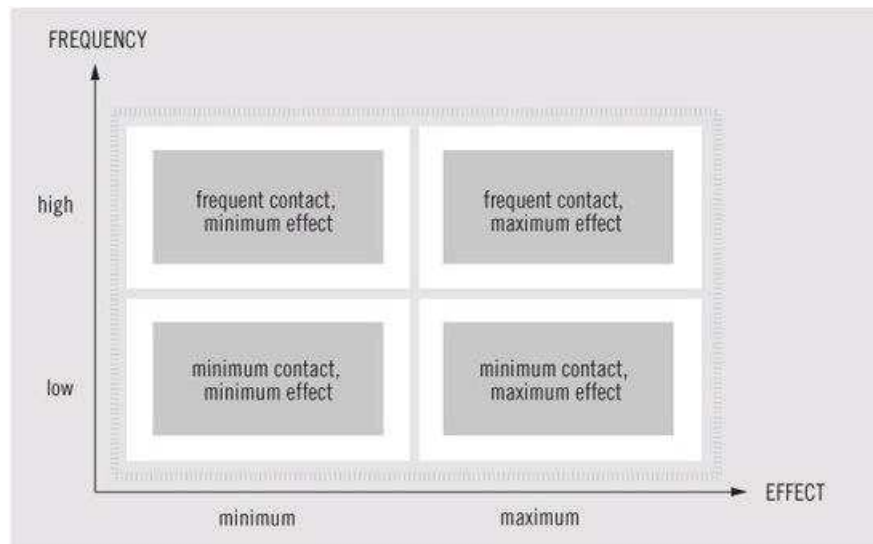 FREQUENCY
high
frequent contact,
minimum effect
frequent contact,
maximum effect
low
minimum contact,
minimum effect
minimum contact,
maximum effect
EFFECT
minimum
maximum